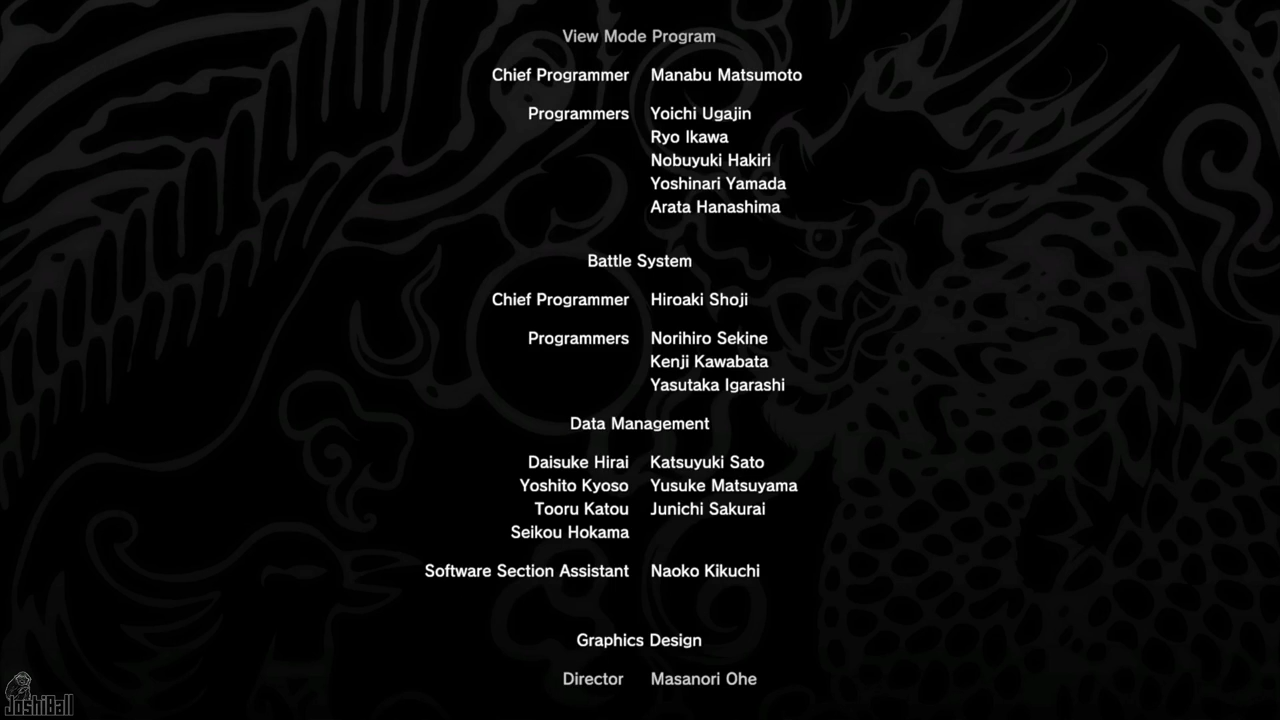 View Mode Program
Chief Programmer Manabu Matsumoto
Programmers Yoichi Ugajin
Ryo Ikawa
Nobuyuki Hakiri
Yoshinari Yamada
Arata Hanashima
Battle System
Chief Programmer Hiroaki Shoji
Programmers Norihiro Sekine
Kenji Kawabata
Yasutaka Igarashi
Data Management
Daisuke Hirai Katsuyuki Sato
Yoshito Kyoso Yusuke Matsuyama
Tooru Katou Junichi Sakurai
Seikou Hokama
Software Section Assistant Naoko Kikuchi
Graphics Design
Director Masanori Ohe
JoshiBall